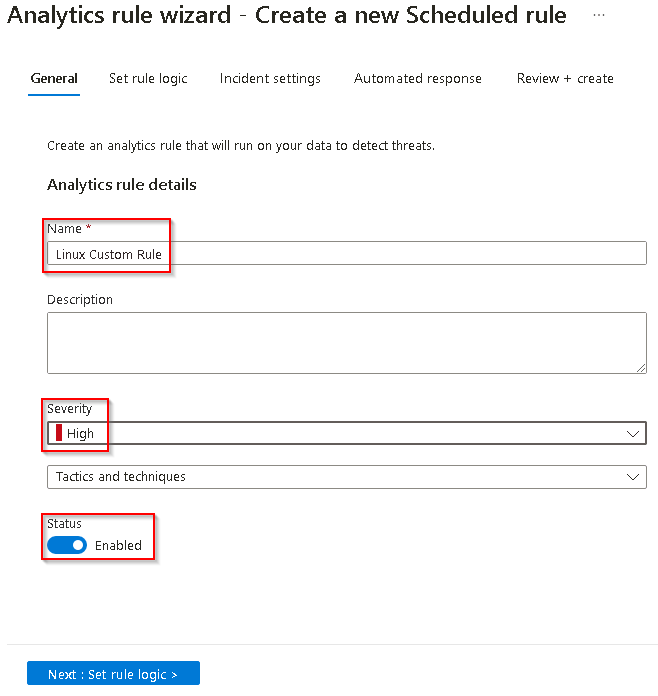 Analytics rule wizard - Create a new Scheduled rule ...
General Set rule logic Incident settings Automated response Review + create
Create an analytics rule that will run on your data to detect threats.
Analytics rule details
Name *
Linux Custom Rule
Description
Severity
High
Tactics and techniques
Status
Enabled
Next : Set rule logic >